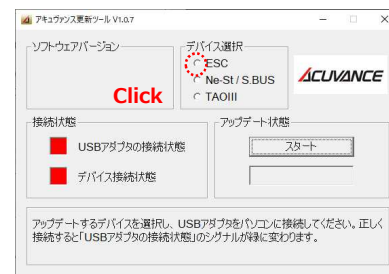 アキュヴァンス更新ツール V1.0.7
ソフトウェアバージョン
デバイス選択
ESC
Ne-St / S.BUS
TAOIII
ACUVANCE
Click
接続状態
USBアダプタの接続状態
デバイス接続状態
アップデート状態
スタート
アップデートするデバイスを選択し、USBアダプタをパソコンに接続してください。正しく
接続すると「USBアダプタの接続状態」のシグナルが緑に変わります。